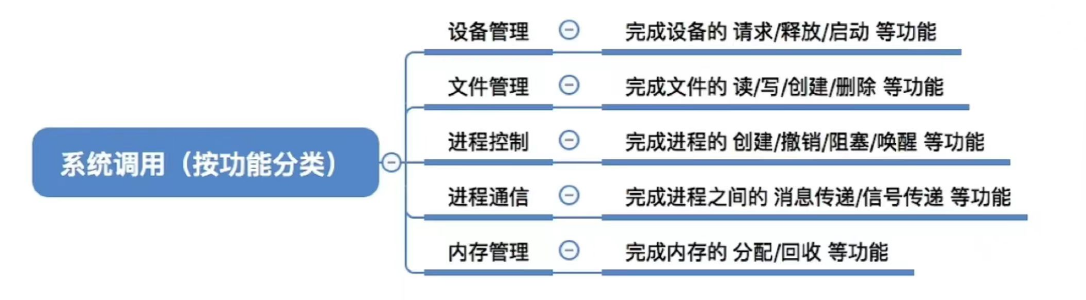 系统调用（按功能分类）
设备管理
完成设备的 请求/释放/启动 等功能
文件管理
完成文件的 读/写/创建/删除 等功能
进程控制
完成进程的 创建/撤销/阻塞/唤醒 等功能
进程通信
完成进程之间的 消息传递/信号传递 等功能
内存管理
完成内存的 分配/回收 等功能